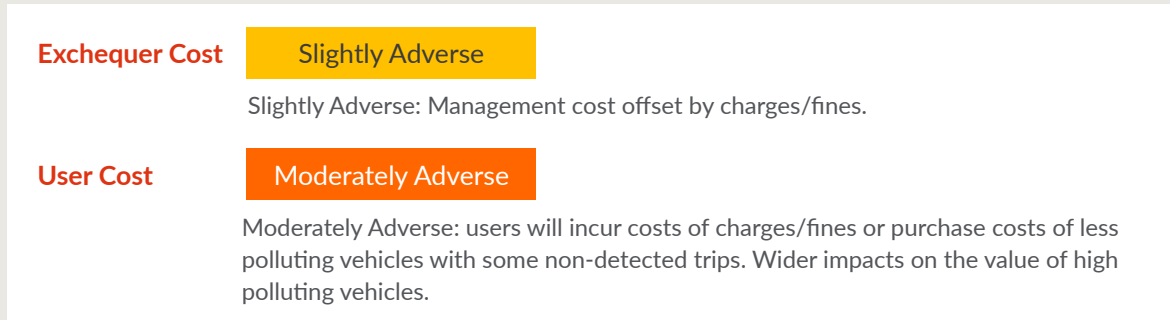 Exchequer Cost Slightly Adverse
Slightly Adverse: Management cost offset by charges/fines.
User Cost Moderately Adverse
Moderately Adverse: users will incur costs of charges/fines or purchase costs of less
polluting vehicles with some non-detected trips. Wider impacts on the value of high
polluting vehicles.